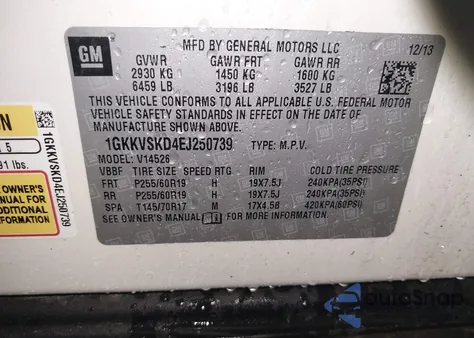 GM
MFD BY GENERAL MOTORS LLC
12/13
GVWR GAWR FRT GAWR RR
2930 KG 1450 KG 1600 KG
6459 LB 3196 LB 3527 LB
THIS VEHICLE CONFORMS TO ALL APPLICABLE U.S. FEDERAL MOTOR
VEHICLE SAFETY STANDARDS IN EFFECT ON THE DATE OF
MANUFACTURE SHOWN ABOVE.
1GKKVSKD4EJ250739 TYPE: M.P.V.
MODEL: V14526
VBBF TIRE SIZE SPEED RTG RIM COLD TIRE PRESSURE
FRT P255/60R19 H 19X7.5J 240KPA(35PSI)
RR P255/60R19 H 19X7.5J 240KPA(35PSI)
SPA T145/70R17 M 17X4.5B 420KPA(60PSI)
SEE OWNER'S MANUAL FOR ADDITIONAL INFORMATION.
N
5
91 lbs.
OWNER'S
MANUAL
1GKKVSKD4EJ250739
AutoSnap